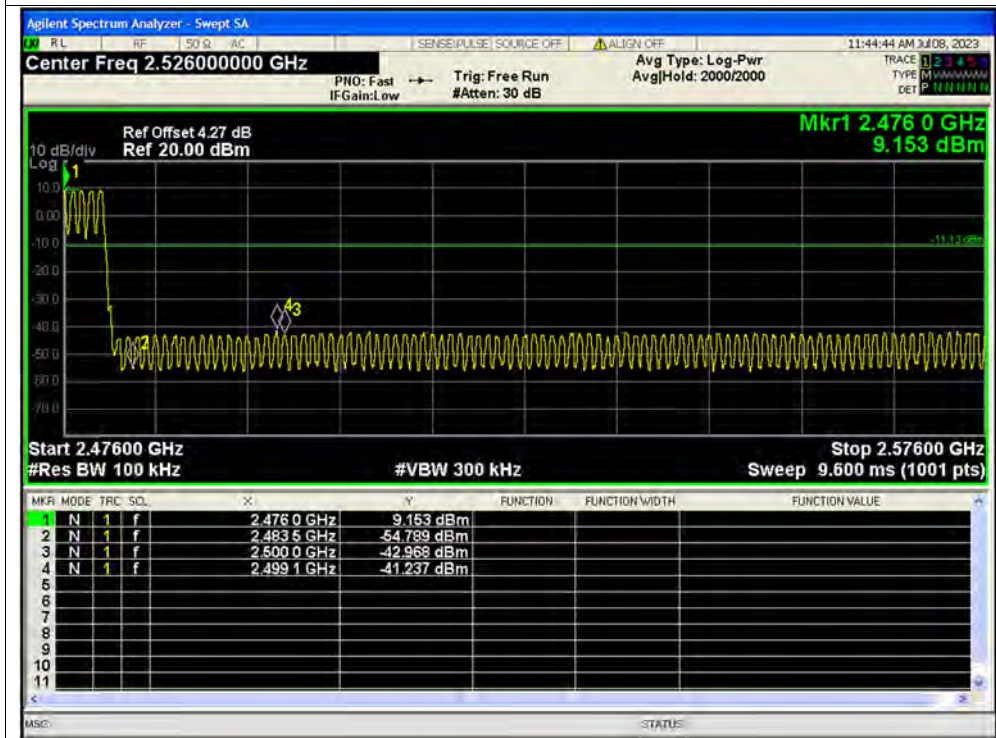 Agilent Spectrum Analyzer - Swept SA
RL RF 50 Ω AC SENSE:PULSE SOURCE OFF ALIGN OFF 11:44:44 AM Jul 08, 2023
Center Freq 2.526000000 GHz
PNO: Fast Trig: Free Run Avg Type: Log-Pwr TRACE 1 2 3 4 5 6
IFGain:Low #Atten: 30 dB Avg|Hold: 2000/2000 TYPE M WWWWW
DET P N N N N N
Mkr1 2.476 0 GHz
Ref Offset 4.27 dB
10 dB/div Ref 20.00 dBm 9.153 dBm
Log
1
10.0
0.00
-10.0
-11.13 dBm
-20.0
-30.0
43
-40.0
2
-50.0
-60.0
-70.0
Start 2.47600 GHz Stop 2.57600 GHz
#Res BW 100 kHz #VBW 300 kHz Sweep 9.600 ms (1001 pts)
MKR MODE TRC SCL X Y FUNCTION FUNCTION WIDTH FUNCTION VALUE
1 N 1 f 2.476 0 GHz 9.153 dBm
2 N 1 f 2.483 5 GHz -54.789 dBm
3 N 1 f 2.500 0 GHz -42.968 dBm
4 N 1 f 2.499 1 GHz -41.237 dBm
5
6
7
8
9
10
11
MSG STATUS